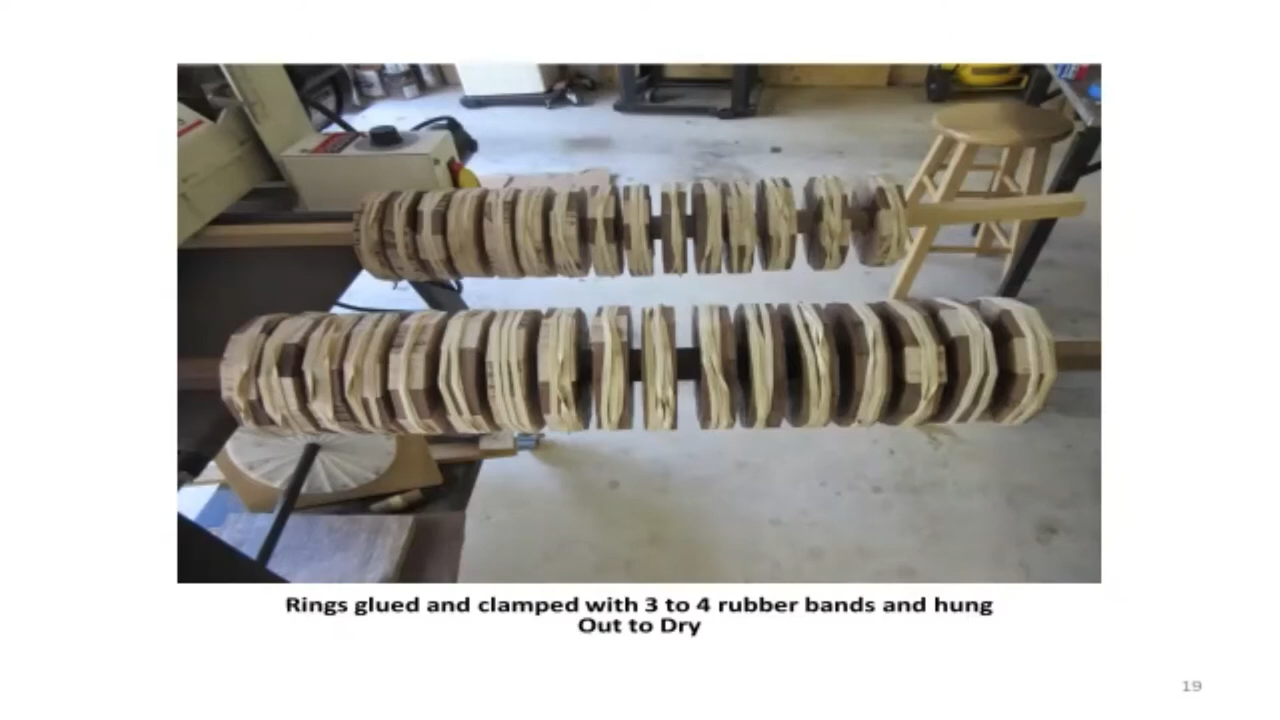 Rings glued and clamped with 3 to 4 rubber bands and hung
Out to Dry
19